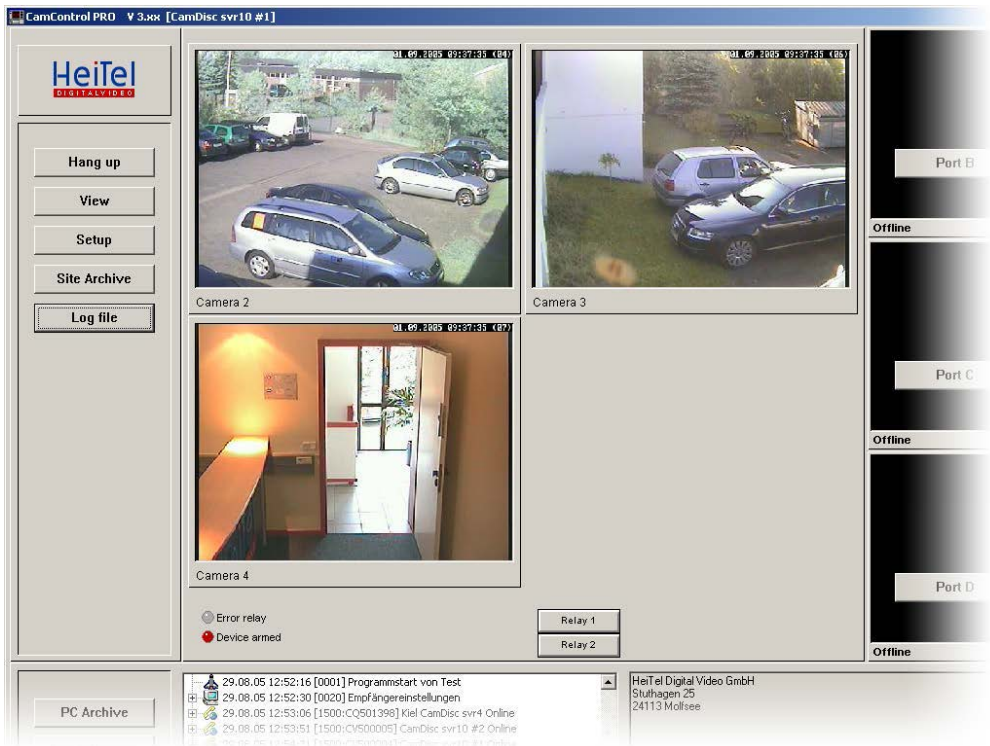 CamControl PRO V 3.xx [CamDisc svr10 #1]
HeiTel
DIGITALVIDEO
Hang up
View
Setup
Site Archive
Log file
01.09.2005 09:37:35 (04)
Camera 2
01.09.2005 09:37:35 (06)
Camera 3
01.09.2005 09:37:35 (07)
Camera 4
Error relay
Device armed
Relay 1
Relay 2
Port B
Offline
Port C
Offline
Port D
Offline
PC Archive
29.08.05 12:52:16 [0001] Programmstart von Test
29.08.05 12:52:30 [0020] Empfängereinstellungen
29.08.05 12:53:06 [1500:CQ501398] Kiel CamDisc svr4 Online
29.08.05 12:53:51 [1500:CV500005] CamDisc svr10 #2 Online
HeiTel Digital Video GmbH
Stuthagen 25
24113 Molfsee